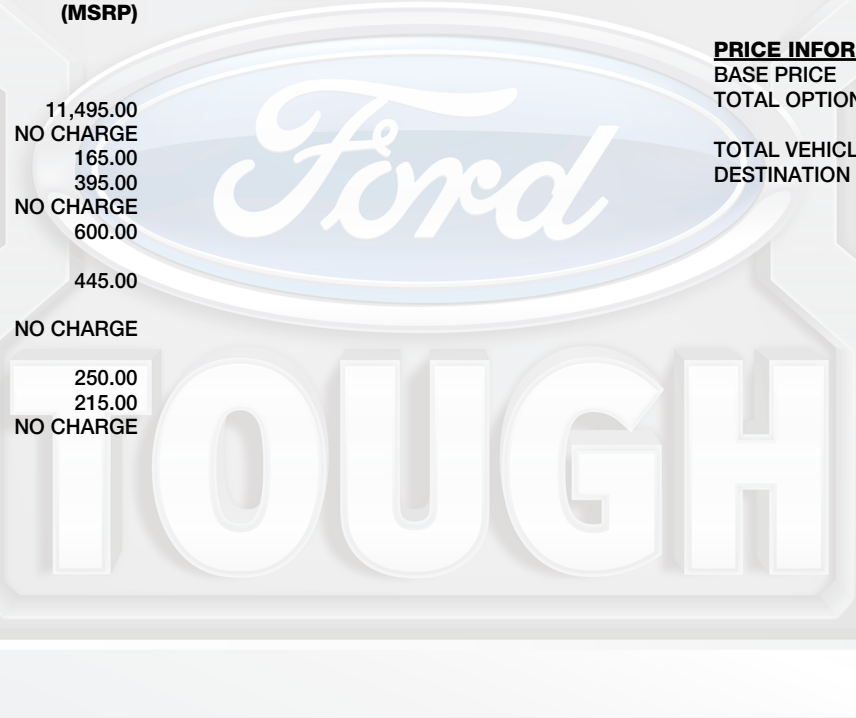 (MSRP)
11,495.00
NO CHARGE
165.00
395.00
NO CHARGE
600.00
445.00
NO CHARGE
250.00
215.00
NO CHARGE
PRICE INFOR
BASE PRICE
TOTAL OPTION
TOTAL VEHICL
DESTINATION
Ford
TOUGH